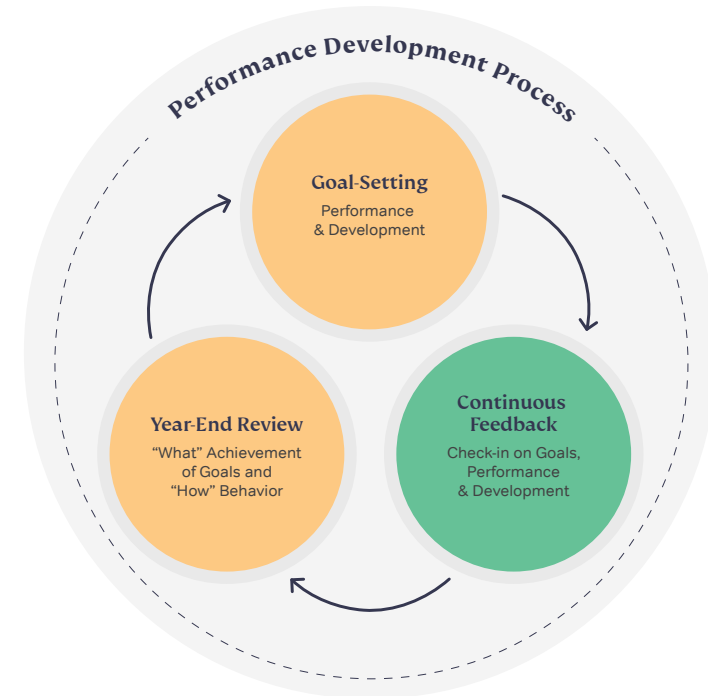 Performance Development Process
Goal-Setting
Performance
& Development
Continuous
Feedback
Check-in on Goals,
Performance
& Development
Year-End Review
“What” Achievement
of Goals and
“How” Behavior